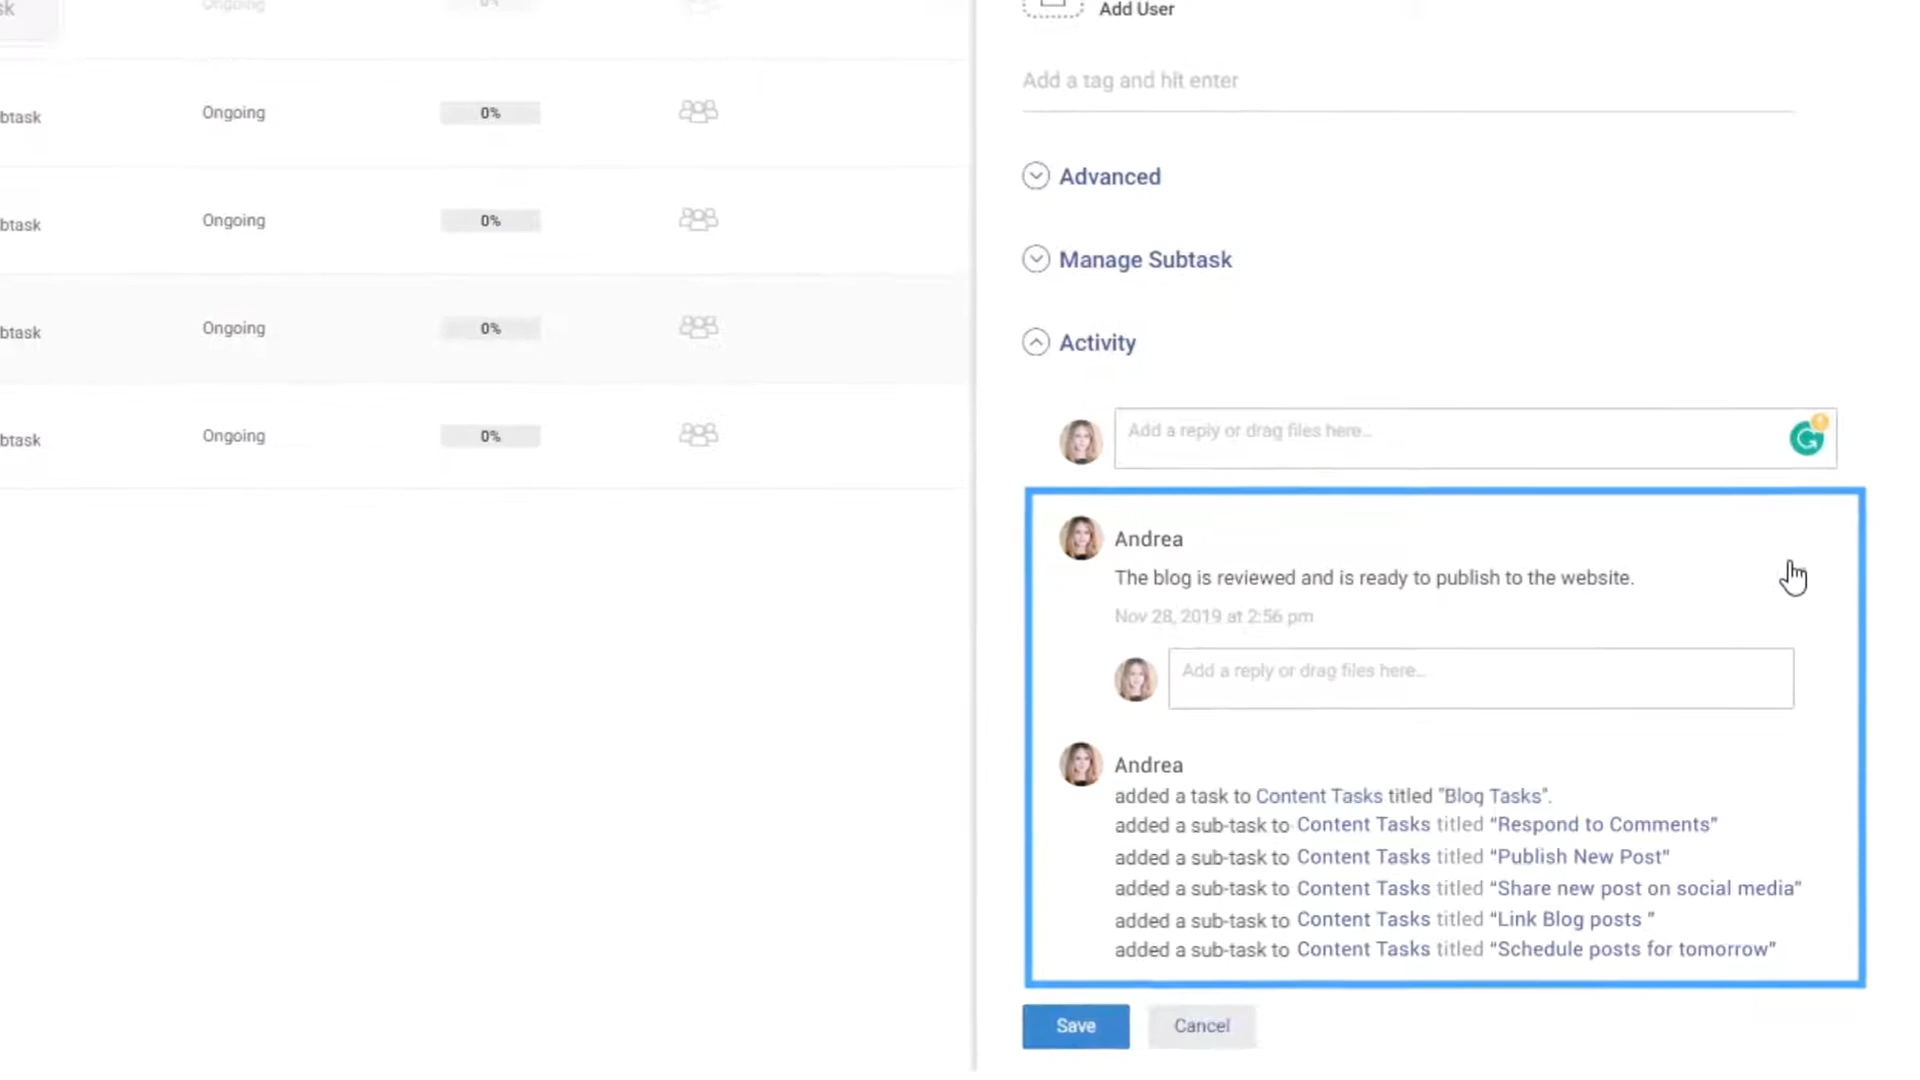 sk
Ongoing
0%
btask
Ongoing
0%
btask
Ongoing
0%
btask
Ongoing
0%
btask
Ongoing
0%
Add User
Add a tag and hit enter
Advanced
Manage Subtask
Activity
Add a reply or drag files here...
Andrea
The blog is reviewed and is ready to publish to the website.
Nov 28, 2019 at 2:56 pm
Add a reply or drag files here...
Andrea
added a task to Content Tasks titled "Blog Tasks".
added a sub-task to Content Tasks titled “Respond to Comments”
added a sub-task to Content Tasks titled “Publish New Post”
added a sub-task to Content Tasks titled “Share new post on social media”
added a sub-task to Content Tasks titled “Link Blog posts ”
added a sub-task to Content Tasks titled “Schedule posts for tomorrow”
Save
Cancel